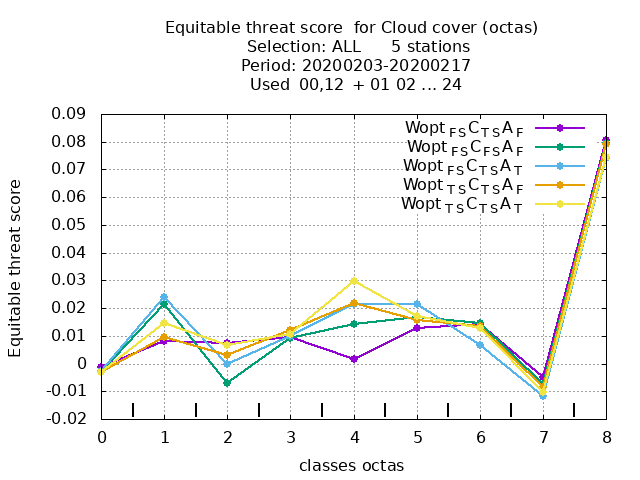 Equitable threat score  for Cloud cover (octas)
Selection: ALL      5 stations
Period: 20200203-20200217
Used  00,12  + 01 02 ... 24
0.09
0.08
0.07
0.06
0.05
0.04
0.03
0.02
0.01
0
-0.01
-0.02
Equitable threat score
Wopt FS C TS A F
Wopt FS C FS A F
Wopt FS C TS A T
Wopt TS C TS A F
Wopt TS C TS A T
0 1 2 3 4 5 6 7 8
classes octas